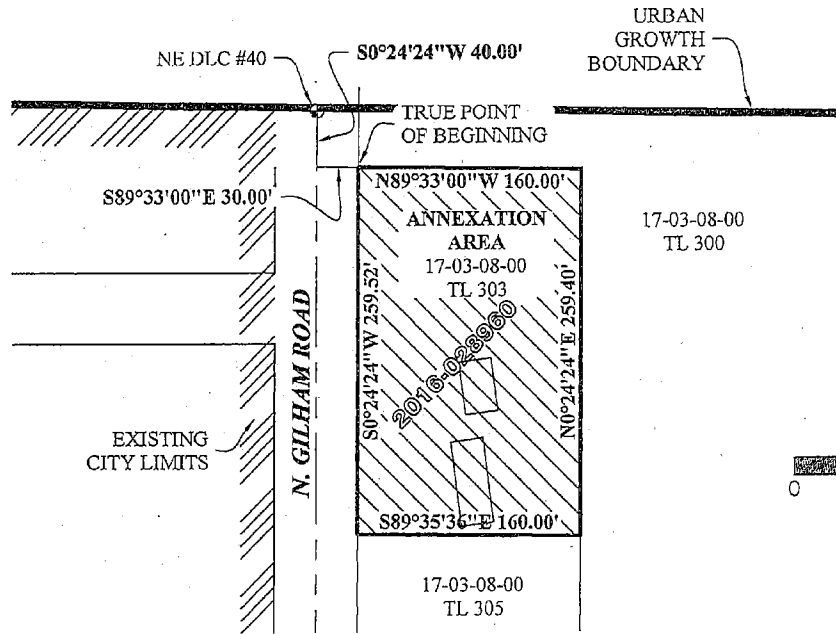 URBAN
GROWTH
BOUNDARY
NE DLC #40
S0°24'24"W 40.00'
TRUE POINT
OF BEGINNING
S89°33'00"E 30.00'
N89°33'00"W 160.00'
ANNEXATION
AREA
17-03-08-00
TL 303
17-03-08-00
TL 300
S0°24'24"W 259.52'
2016-028960
N0°24'24"E 259.40'
N. GILHAM ROAD
EXISTING
CITY LIMITS
0
S89°35'36"E 160.00'
17-03-08-00
TL 305